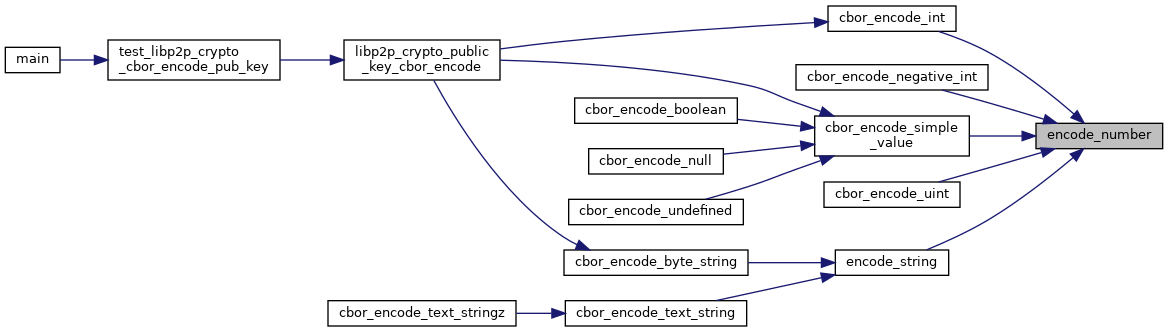 cbor_encode_int
main
test_libp2p_crypto
_cbor_encode_pub_key
libp2p_crypto_public
_key_cbor_encode
cbor_encode_negative_int
cbor_encode_boolean
cbor_encode_simple
_value
encode_number
cbor_encode_null
cbor_encode_uint
cbor_encode_undefined
cbor_encode_byte_string
encode_string
cbor_encode_text_stringz
cbor_encode_text_string